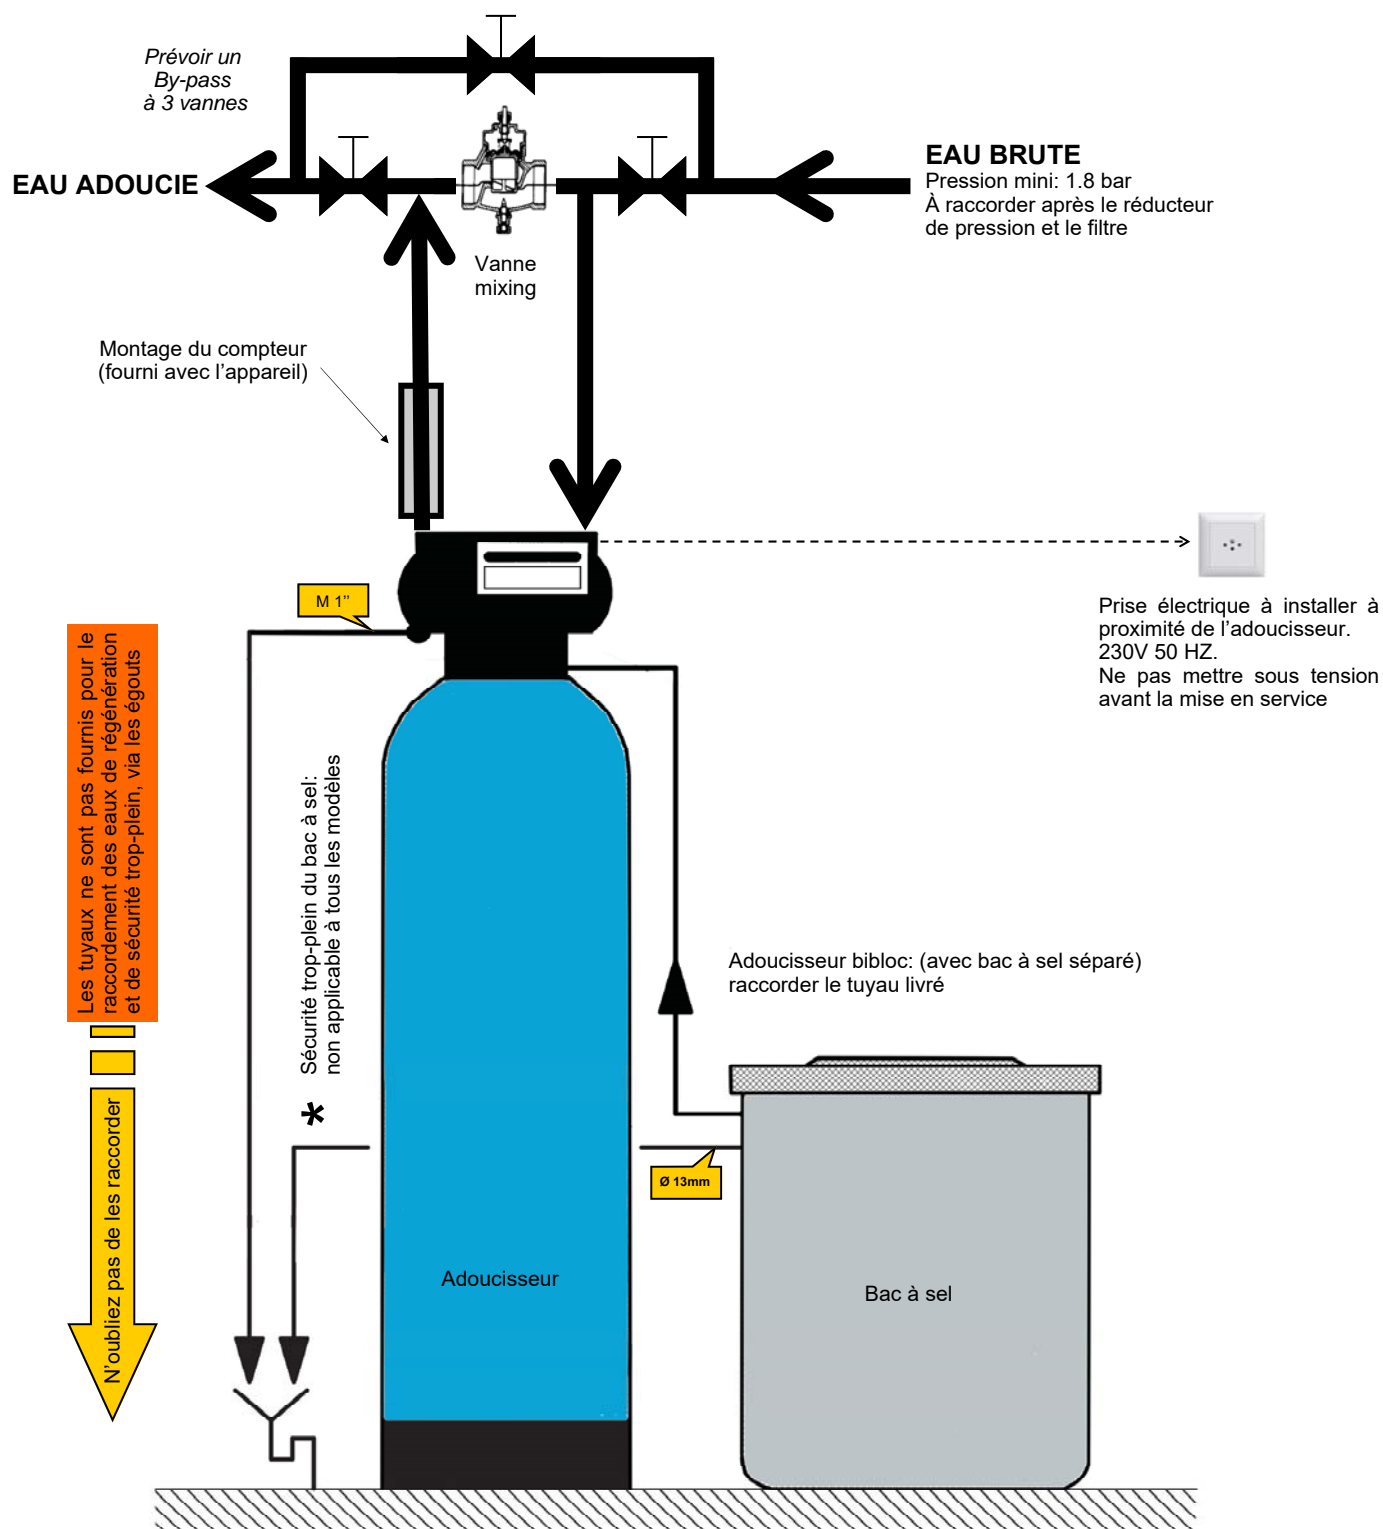 Prévoir un
By-pass
à 3 vannes
EAU ADOUCIE
EAU BRUTE
Pression mini: 1.8 bar
À raccorder après le réducteur
de pression et le filtre
Vanne
mixing
Montage du compteur
(fourni avec l’appareil)
M 1’’
Prise électrique à installer à
proximité de l’adoucisseur.
230V 50 HZ.
Ne pas mettre sous tension
avant la mise en service
Les tuyaux ne sont pas fournis pour le
raccordement des eaux de régénération
et de sécurité trop-plein, via les égouts
N’oubliez pas de les raccorder
* Sécurité trop-plein du bac à sel:
non applicable à tous les modèles
Adoucisseur bibloc: (avec bac à sel séparé)
raccorder le tuyau livré
Ø 13mm
Adoucisseur
Bac à sel